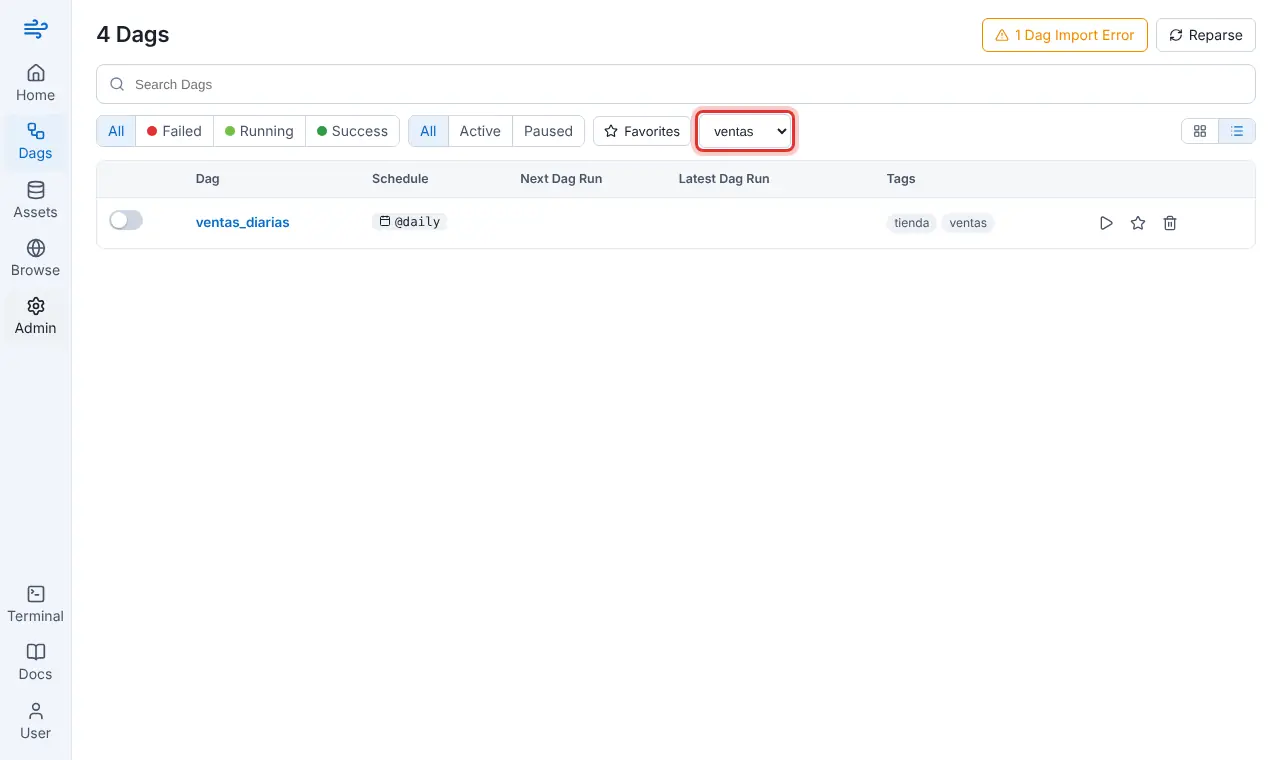 4 Dags
1 Dag Import Error
Reparse
Search Dags
All Failed Running Success All Active Paused Favorites ventas
Dag Schedule Next Dag Run Latest Dag Run Tags
ventas_diarias @daily tienda ventas
Home
Dags
Assets
Browse
Admin
Terminal
Docs
User